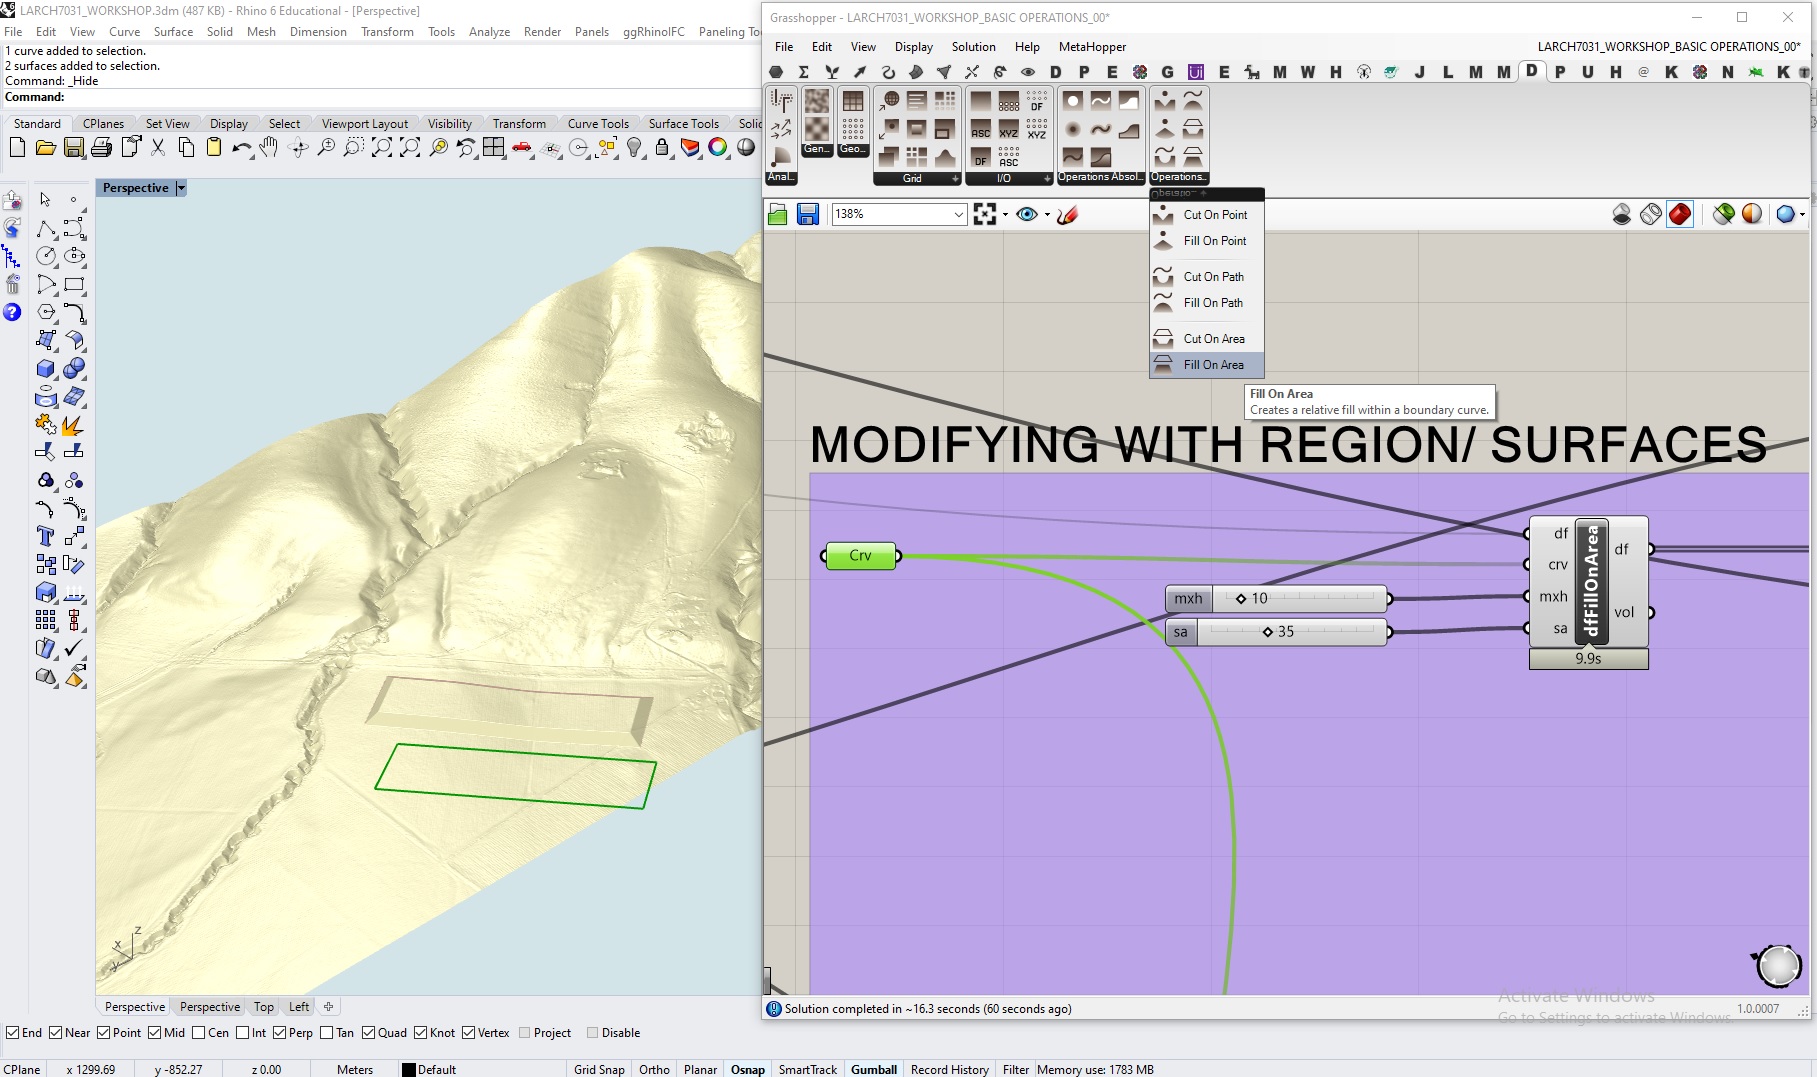 LARCH7031_WORKSHOP.3dm (487 KB) - Rhino 6 Educational - [Perspective]
File Edit View Curve Surface Solid Mesh Dimension Transform Tools Analyze Render Panels ggRhinoIFC Paneling To
1 curve added to selection.
2 surfaces added to selection.
Command: _Hide
Command:
Standard CPlanes Set View Display Select Viewport Layout Visibility Transform Curve Tools Surface Tools Solid
Perspective
z
x
y
Perspective Perspective Top Left
End Near Point Mid Cen Int Perp Tan Quad Knot Vertex Project Disable
CPlane x 1299.69 y -852.27 z 0.00 Meters Default Grid Snap Ortho Planar Osnap SmartTrack Gumball Record History Filter Memory use: 1783 MB
Grasshopper - LARCH7031_WORKSHOP_BASIC OPERATIONS_00*
File Edit View Display Solution Help MetaHopper LARCH7031_WORKSHOP_BASIC OPERATIONS_00*
D P E G E M W H J L M M D P U H @ K N K
DF
ASC XYZ XYZ
DF ASC
Anal.. Gen... Geo... Grid I/O Operations Absol... Operations..
138%
Cut On Point
Fill On Point
Cut On Path
Fill On Path
Cut On Area
Fill On Area
Fill On Area
Creates a relative fill within a boundary curve.
MODIFYING WITH REGION/ SURFACES
Crv
mxh 10
sa 35
df
crv
mxh
sa
dfFillOnArea
df
vol
9.9s
Solution completed in ~16.3 seconds (60 seconds ago)
Activate Windows
Go to Settings to activate Windows.
1.0.0007